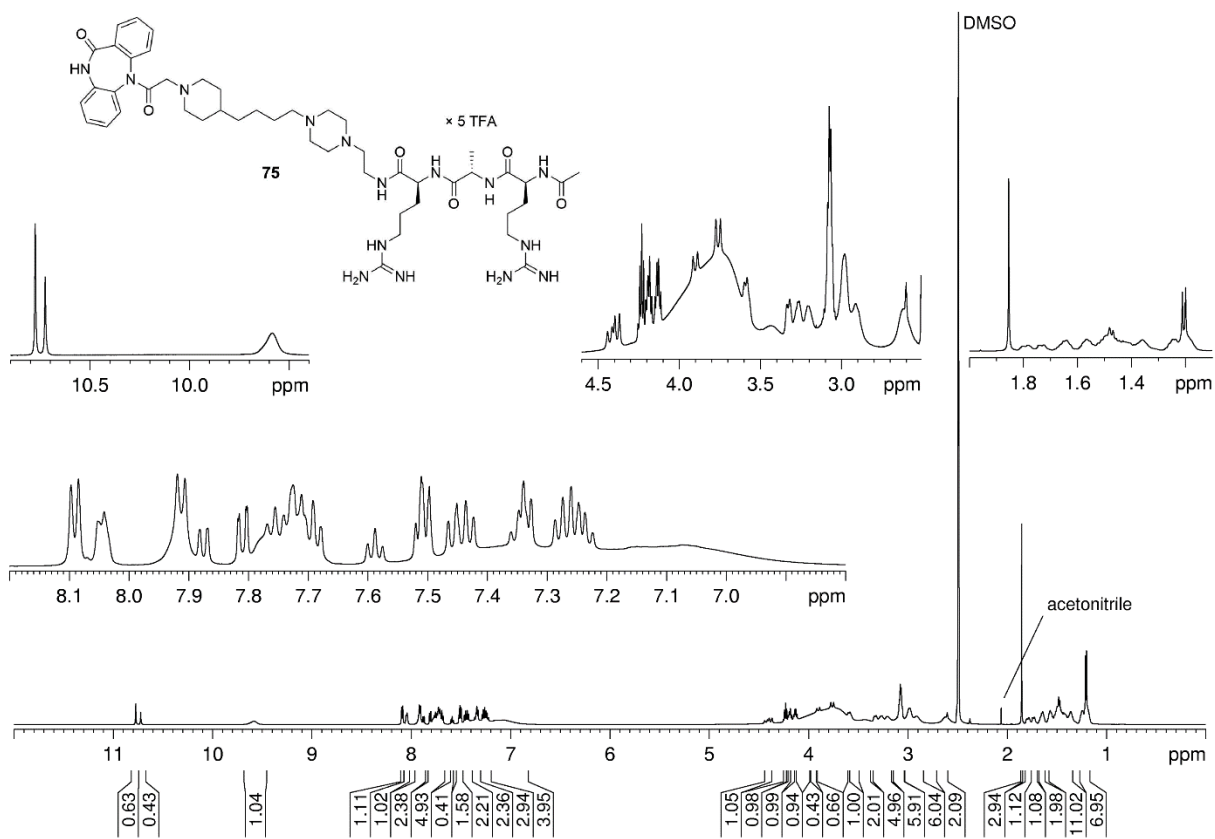 DMSO
O
HN
N
O
N
N
N
× 5 TFA
75
N
H
O
H
N
O
N
H
O
H
N
O
HN
H₂N
NH
HN
H₂N
NH
10.5 10.0 ppm
4.5 4.0 3.5 3.0 ppm
1.8 1.6 1.4 ppm
8.1 8.0 7.9 7.8 7.7 7.6 7.5 7.4 7.3 7.2 7.1 7.0 ppm
acetonitrile
11 10 9 8 7 6 5 4 3 2 1 ppm
0.63 0.43 1.04 1.11 1.02 2.38 4.93 0.41 1.58 2.21 2.36 2.94 3.95 1.05 0.98 0.99 0.94 0.43 0.66 1.00 2.01 4.96 5.91 6.04 2.09 2.94 1.12 1.08 1.98 11.02 6.95